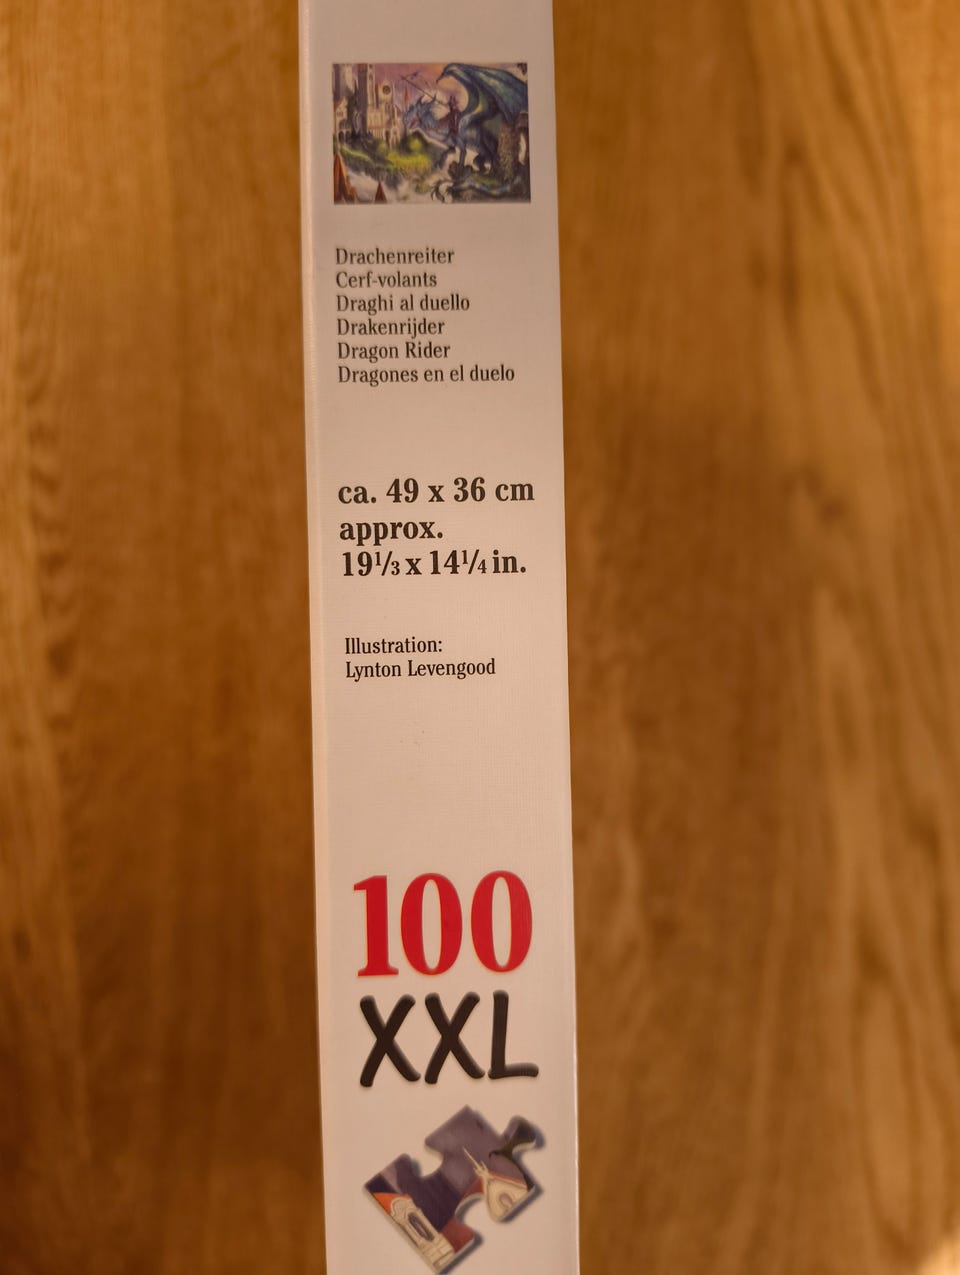 Drachenreiter
Cerf-volants
Draghi al duello
Drakenrijder
Dragon Rider
Dragones en el duelo
ca. 49 x 36 cm
approx.
19⅓ x 14¼ in.
Illustration:
Lynton Levengood
100
XXL